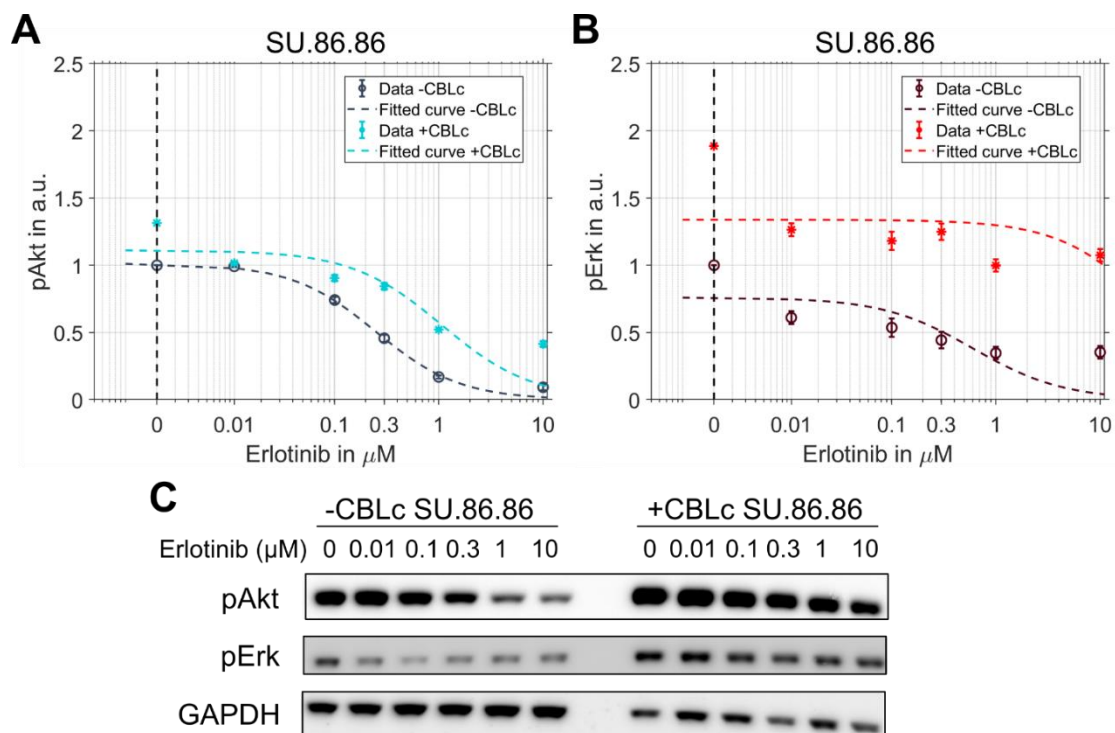 A
SU.86.86
2.5
2
1.5
1
0.5
0
pAkt in a.u.
Data -CBLc
Fitted curve -CBLc
Data +CBLc
Fitted curve +CBLc
0 0.01 0.1 0.3 1 10
Erlotinib in μM
B
SU.86.86
2.5
2
1.5
1
0.5
0
pErk in a.u.
Data -CBLc
Fitted curve -CBLc
Data +CBLc
Fitted curve +CBLc
0 0.01 0.1 0.3 1 10
Erlotinib in μM
C
-CBLc SU.86.86 +CBLc SU.86.86
Erlotinib (μM) 0 0.01 0.1 0.3 1 10 0 0.01 0.1 0.3 1 10
pAkt
pErk
GAPDH